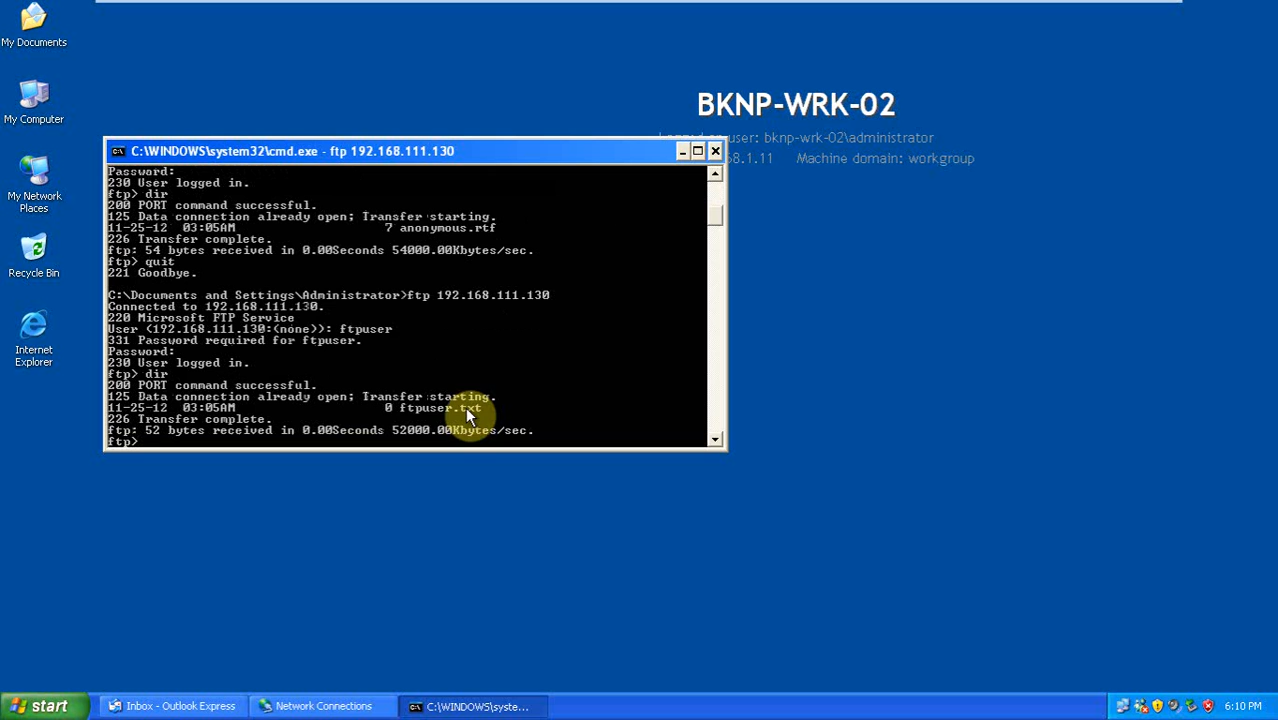 My Documents
My Computer
My Network
Places
Recycle Bin
Internet
Explorer
BKNP-WRK-02
user: bknp-wrk-02\administrator
Machine domain: workgroup
C:\WINDOWS\system32\cmd.exe - ftp 192.168.111.130
Password:
230 User logged in.
ftp> dir
200 PORT command successful.
125 Data connection already open; Transfer starting.
11-25-12 03:05AM 7 anonymous.rtf
226 Transfer complete.
ftp: 54 bytes received in 0.00Seconds 54000.00Kbytes/sec.
ftp> quit
221 Goodbye.
C:\Documents and Settings\Administrator>ftp 192.168.111.130
Connected to 192.168.111.130.
220 Microsoft FTP Service
User (192.168.111.130:(none)): ftpuser
331 Password required for ftpuser.
Password:
230 User logged in.
ftp> dir
200 PORT command successful.
125 Data connection already open; Transfer starting.
11-25-12 03:05AM 0 ftpuser.txt
226 Transfer complete.
ftp: 52 bytes received in 0.00Seconds 52000.00Kbytes/sec.
ftp>
start
Inbox - Outlook Express
Network Connections
C:\WINDOWS\syste...
6:10 PM